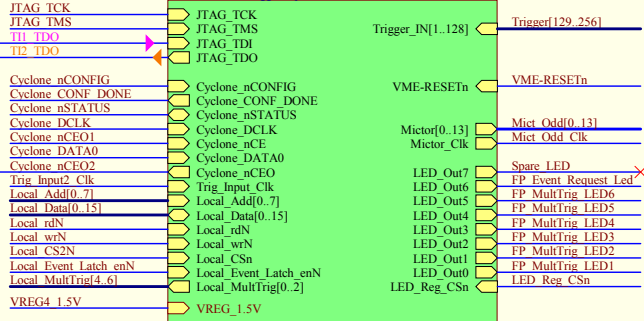 JTAG_TCK JTAG_TCK
JTAG_TMS JTAG_TMS Trigger_IN[1..128] Trigger[129..256]
TI1_TDO JTAG_TDI
TI2_TDO JTAG_TDO
Cyclone_nCONFIG Cyclone_nCONFIG VME-RESETn VME-RESETn
Cyclone_CONF_DONE Cyclone_CONF_DONE
Cyclone_nSTATUS Cyclone_nSTATUS
Cyclone_DCLK Cyclone_DCLK Mictor[0..13] Mict_Odd[0..13]
Cyclone_nCEO1 Cyclone_nCE Mictor_Clk Mict_Odd_Clk
Cyclone_DATA0 Cyclone_DATA0
Cyclone_nCEO2 Cyclone_nCEO LED_Out7 Spare_LED
Trig_Input2_Clk Trig_Input_Clk LED_Out6 FP_Event_Request_Led
Local_Add[0..7] Local_Add[0..7] LED_Out5 FP_MultTrig_LED6
Local_Data[0..15] Local_Data[0..15] LED_Out4 FP_MultTrig_LED5
Local_rdN Local_rdN LED_Out3 FP_MultTrig_LED4
Local_wrN Local_wrN LED_Out2 FP_MultTrig_LED3
Local_CS2N Local_CSn LED_Out1 FP_MultTrig_LED2
Local_Event_Latch_enN Local_Event_Latch_enN LED_Out0 FP_MultTrig_LED1
Local_MultTrig[4..6] Local_MultTrig[0..2] LED_Reg_CSn LED_Reg_CSn
VREG4_1.5V VREG_1.5V